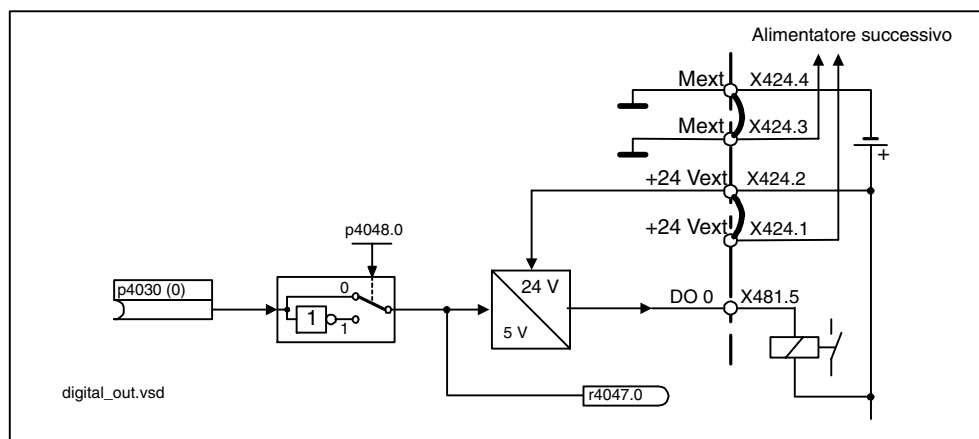 Alimentatore successivo
Mext X424.4
Mext X424.3
+
+24 Vext X424.2
+24 Vext X424.1
p4048.0
p4030 (0)
0
1
1
24 V
5 V
DO 0 X481.5
r4047.0
digital_out.vsd